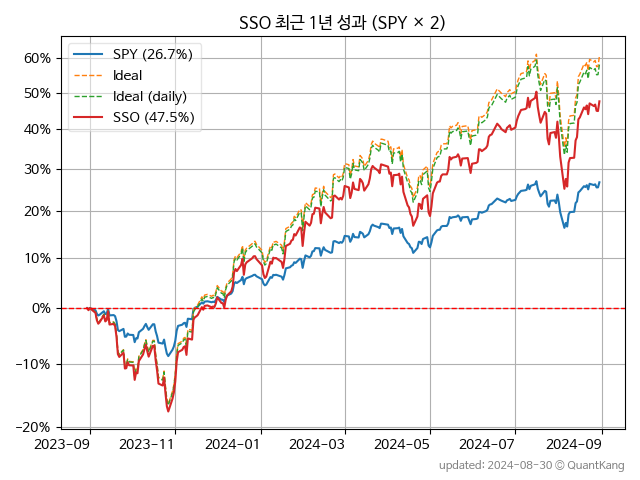 SSO 최근 1년 성과 (SPY × 2)
SPY (26.7%)
Ideal
Ideal (daily)
SSO (47.5%)
60%
50%
40%
30%
20%
10%
0%
−10%
−20%
2023−09 2023−11 2024−01 2024−03 2024−05 2024−07 2024−09
updated: 2024-08-30 © QuantKang